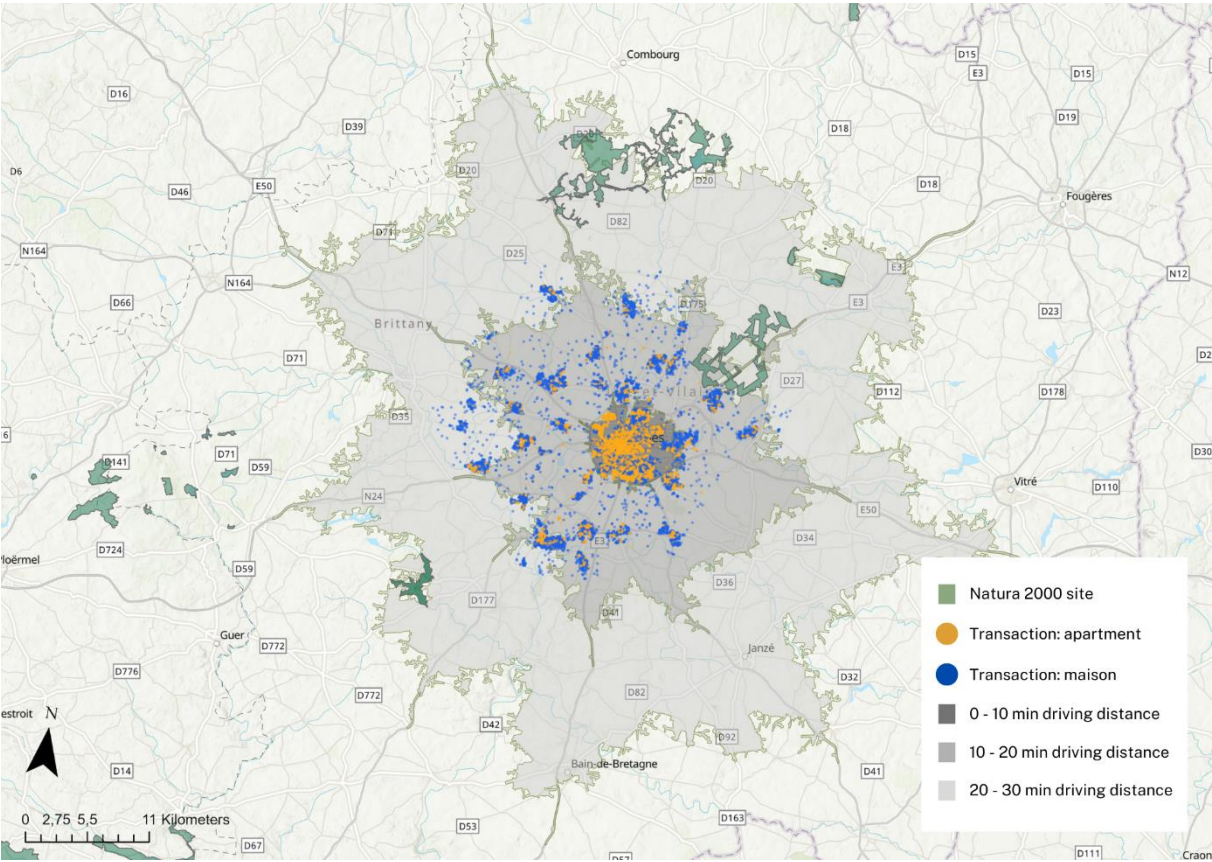 Combourg
D15
E3
D15
D16
D19
D39
D20
D18
D6
D20
D20
E50
D46
D18
Fougères
D82
D71
N164
D25
E3
N12
N164
D175
D66
E3
D23
Brittany
D71
D27
D178
D112
D35
D141
D71
D59
D30
Vitré
D110
N24
E50
D724
D34
E3
D59
D36
D177
D41
Guer
D772
Janzé
D776
D32
D772
D82
D42
D92
Bain-de-Bretagne
D14
D41
D53
D163
D67
D57
D111
Craon
N
0 2,75 5,5 11 Kilometers
Natura 2000 site
Transaction: apartment
Transaction: maison
0 - 10 min driving distance
10 - 20 min driving distance
20 - 30 min driving distance